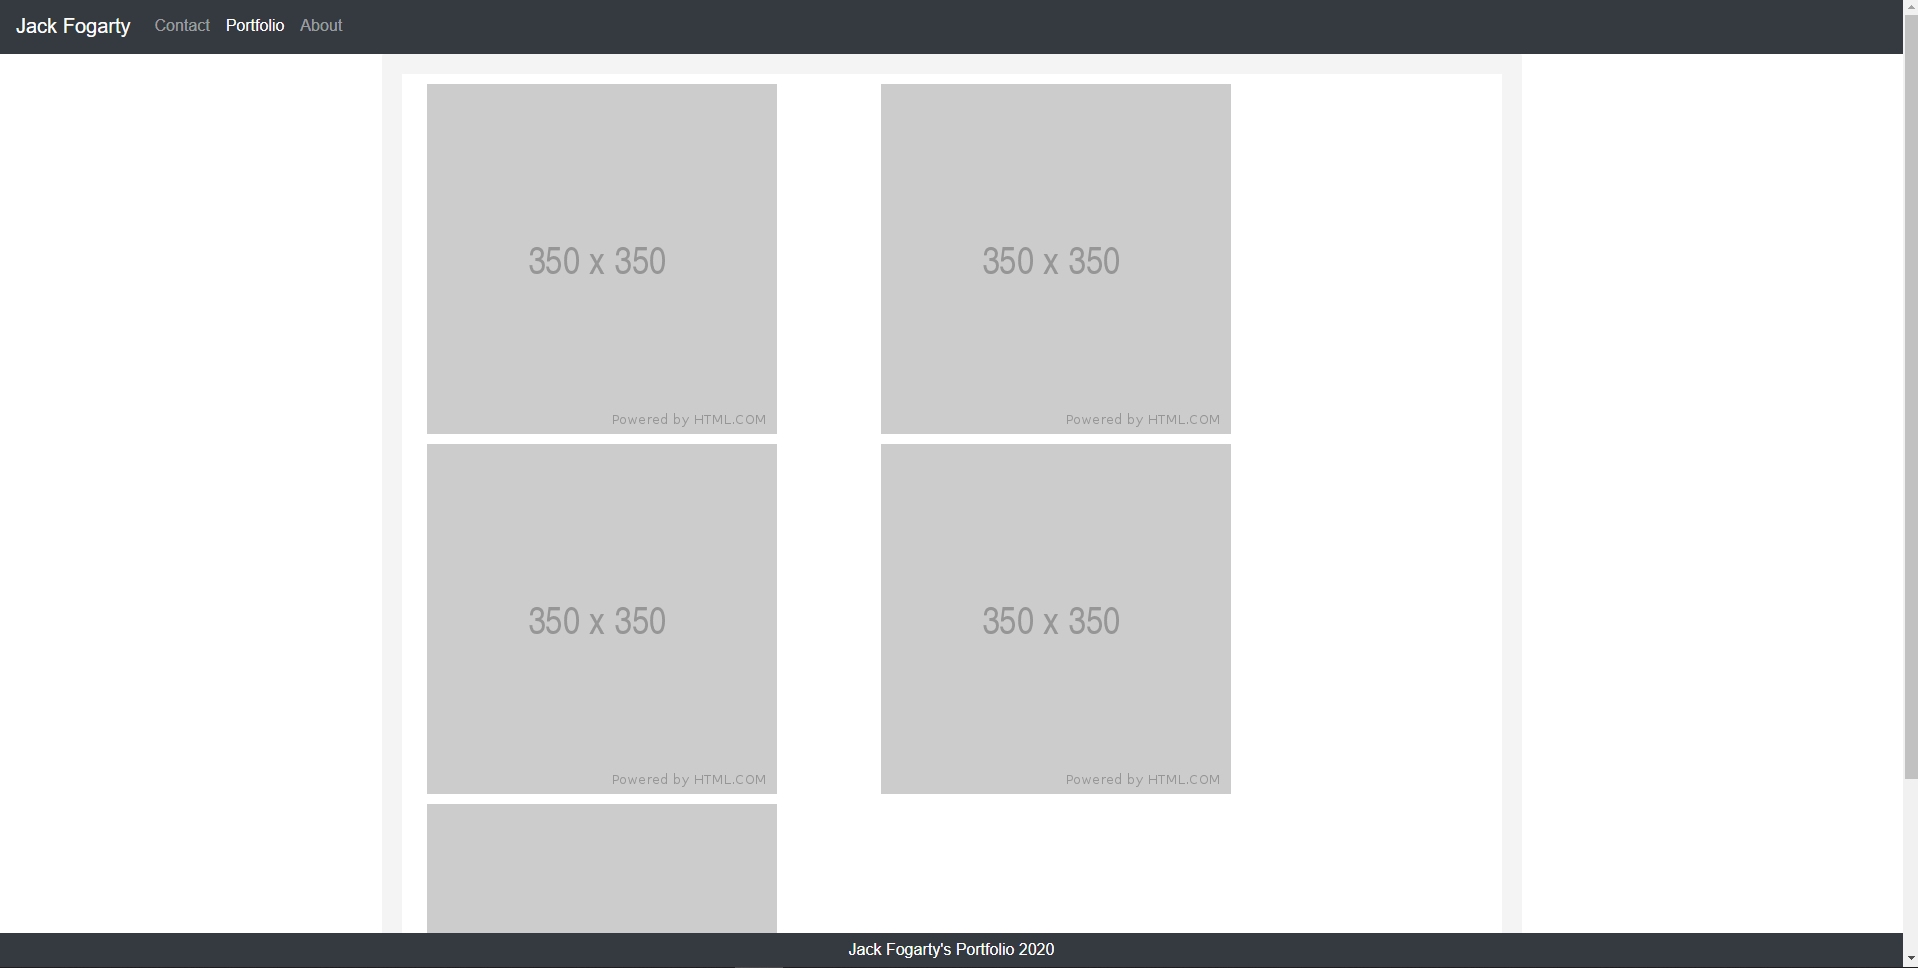 Jack Fogarty Contact Portfolio About
350 x 350 350 x 350
Powered by HTML.COM Powered by HTML.COM
350 x 350 350 x 350
Powered by HTML.COM Powered by HTML.COM
Jack Fogarty's Portfolio 2020